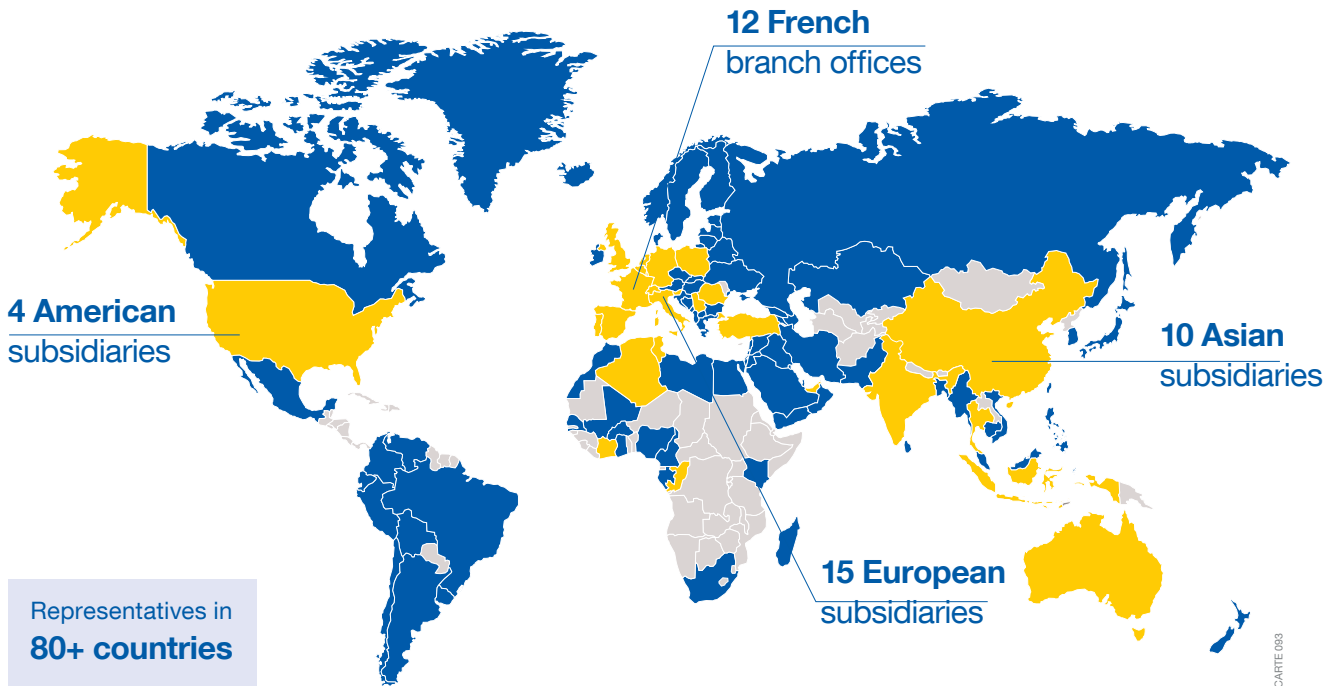 12 French
branch offices
4 American
subsidiaries
10 Asian
subsidiaries
15 European
subsidiaries
Representatives in
80+ countries
CARTE 093